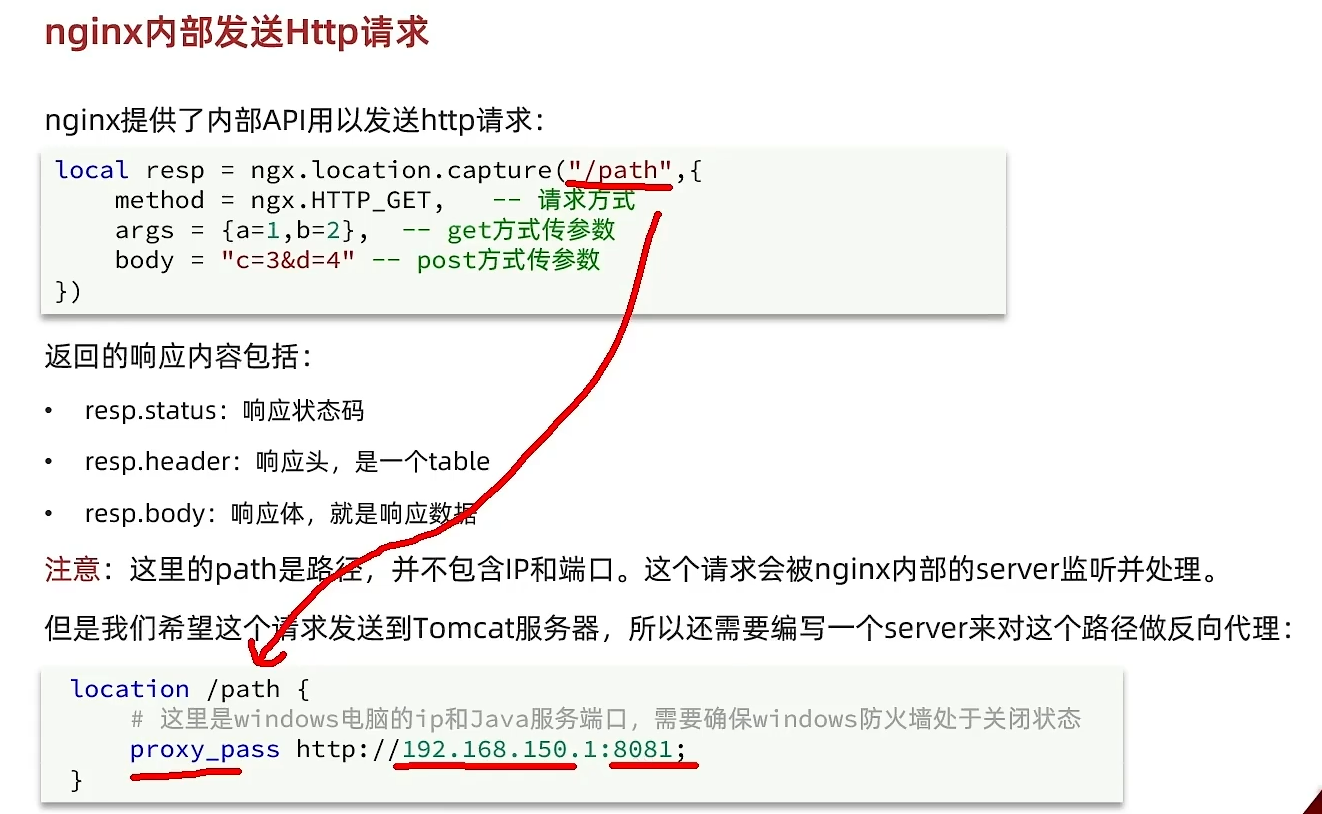 nginx内部发送Http请求
nginx提供了内部API用以发送http请求：
local resp = ngx.location.capture("/path",{
    method = ngx.HTTP_GET,   -- 请求方式
    args = {a=1,b=2},  -- get方式传参数
    body = "c=3&d=4" -- post方式传参数
})
返回的响应内容包括：
• resp.status：响应状态码
• resp.header：响应头，是一个table
• resp.body：响应体，就是响应数据
注意：这里的path是路径，并不包含IP和端口。这个请求会被nginx内部的server监听并处理。
但是我们希望这个请求发送到Tomcat服务器，所以还需要编写一个server来对这个路径做反向代理：
location /path {
    # 这里是windows电脑的ip和Java服务端口，需要确保windows防火墙处于关闭状态
    proxy_pass http://192.168.150.1:8081;
}